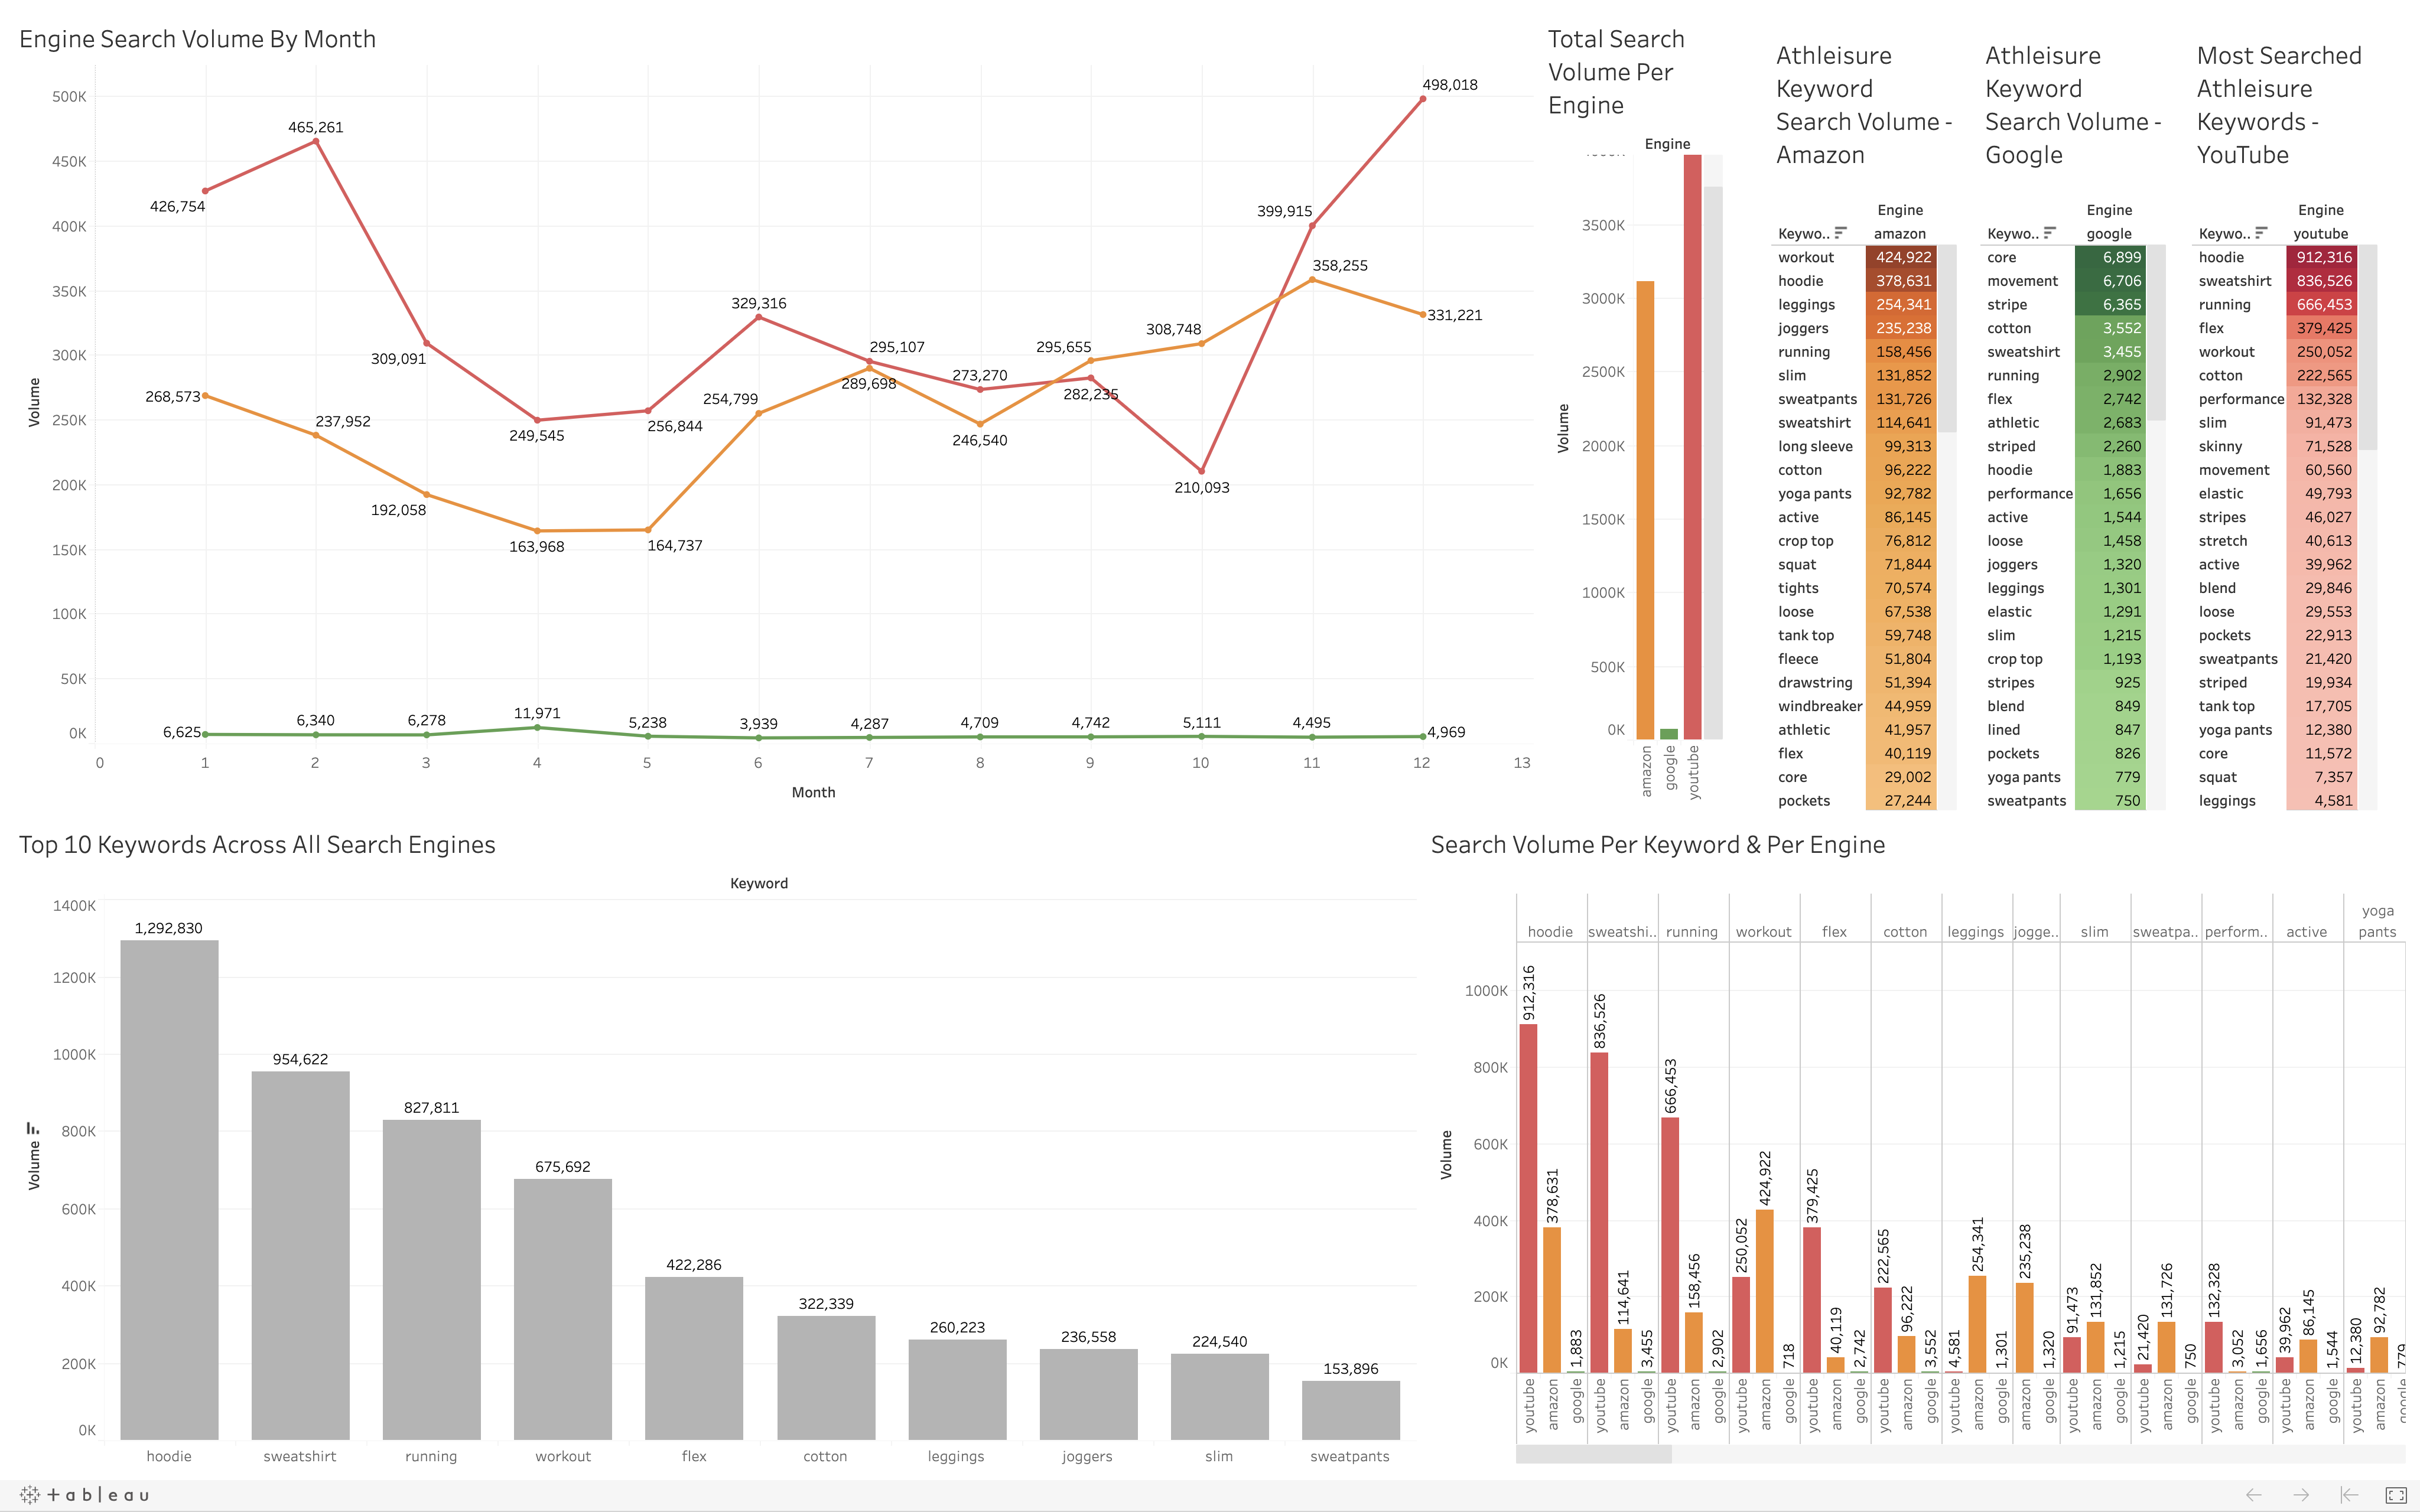 Engine Search Volume By Month
500K
450K
400K
350K
300K
250K
200K
150K
100K
50K
0K
Volume
426,754
465,261
309,091
249,545
256,844
329,316
295,107
273,270
282,235
210,093
399,915
498,018
268,573
237,952
192,058
163,968
164,737
254,799
289,698
246,540
295,655
308,748
358,255
331,221
6,625
6,340
6,278
11,971
5,238
3,939
4,287
4,709
4,742
5,111
4,495
4,969
0 1 2 3 4 5 6 7 8 9 10 11 12 13
Month
Total Search
Volume Per
Engine
Engine
3500K
3000K
2500K
2000K
1500K
1000K
500K
0K
Volume
amazon
google
youtube
Athleisure
Keyword
Search Volume -
Amazon
Engine
Keywo.. amazon
workout 424,922
hoodie 378,631
leggings 254,341
joggers 235,238
running 158,456
slim 131,852
sweatpants 131,726
sweatshirt 114,641
long sleeve 99,313
cotton 96,222
yoga pants 92,782
active 86,145
crop top 76,812
squat 71,844
tights 70,574
loose 67,538
tank top 59,748
fleece 51,804
drawstring 51,394
windbreaker 44,959
athletic 41,957
flex 40,119
core 29,002
pockets 27,244
Athleisure
Keyword
Search Volume -
Google
Engine
Keywo.. google
core 6,899
movement 6,706
stripe 6,365
cotton 3,552
sweatshirt 3,455
running 2,902
flex 2,742
athletic 2,683
striped 2,260
hoodie 1,883
performance 1,656
active 1,544
loose 1,458
joggers 1,320
leggings 1,301
elastic 1,291
slim 1,215
crop top 1,193
stripes 925
blend 849
lined 847
pockets 826
yoga pants 779
sweatpants 750
Most Searched
Athleisure
Keywords -
YouTube
Engine
Keywo.. youtube
hoodie 912,316
sweatshirt 836,526
running 666,453
flex 379,425
workout 250,052
cotton 222,565
performance 132,328
slim 91,473
skinny 71,528
movement 60,560
elastic 49,793
stripes 46,027
stretch 40,613
active 39,962
blend 29,846
loose 29,553
pockets 22,913
sweatpants 21,420
striped 19,934
tank top 17,705
yoga pants 12,380
core 11,572
squat 7,357
leggings 4,581
Top 10 Keywords Across All Search Engines
Keyword
1400K
1200K
1000K
800K
600K
400K
200K
0K
Volume
1,292,830
954,622
827,811
675,692
422,286
322,339
260,223
236,558
224,540
153,896
hoodie sweatshirt running workout flex cotton leggings joggers slim sweatpants
Search Volume Per Keyword & Per Engine
hoodie sweatshi.. running workout flex cotton leggings jogge.. slim sweatpa.. perform.. active yoga pants
1000K
800K
600K
400K
200K
0K
Volume
912,316 378,631 1,883
836,526 114,641 3,455
666,453 158,456 2,902
250,052 424,922 718
379,425 40,119 2,742
222,565 96,222 3,552
4,581 254,341 1,301
235,238 1,320
91,473 131,852 1,215
21,420 131,726 750
132,328 3,052 1,656
39,962 86,145 1,544
12,380 92,782 779
youtube amazon google
youtube amazon google
youtube amazon google
youtube amazon google
youtube amazon google
youtube amazon google
youtube amazon google
amazon google
youtube amazon google
youtube amazon google
youtube amazon google
youtube amazon google
youtube amazon google
+ableau